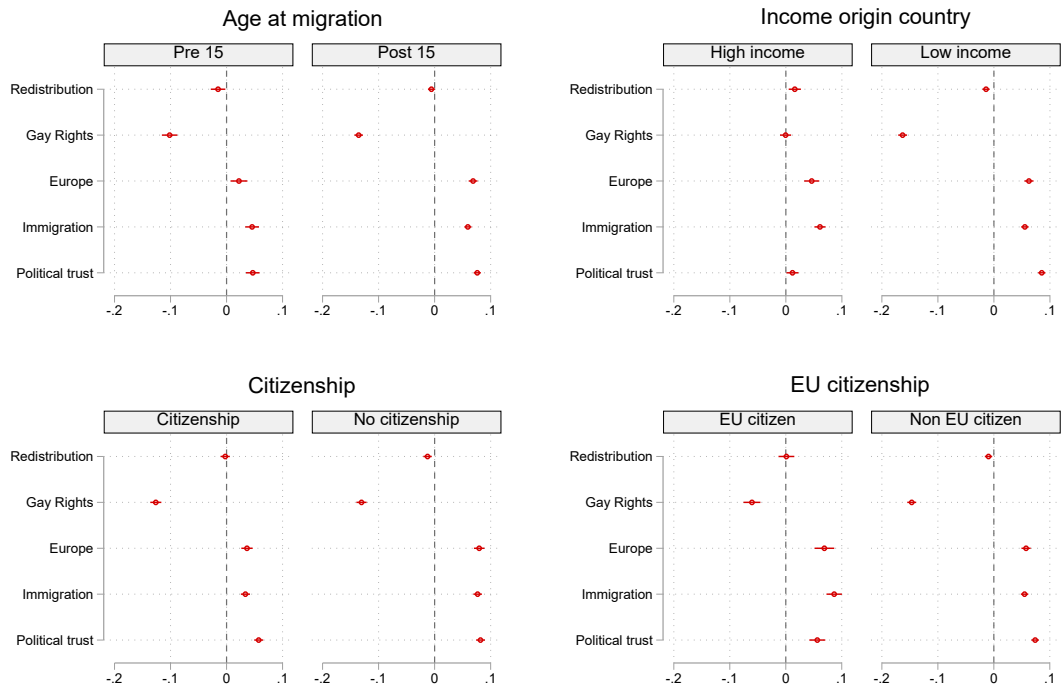 Age at migration
Pre 15 Post 15
Redistribution
Gay Rights
Europe
Immigration
Political trust
-.2 -.1 0 .1 -.2 -.1 0 .1
Income origin country
High income Low income
Redistribution
Gay Rights
Europe
Immigration
Political trust
-.2 -.1 0 .1 -.2 -.1 0 .1
Citizenship
Citizenship No citizenship
Redistribution
Gay Rights
Europe
Immigration
Political trust
-.2 -.1 0 .1 -.2 -.1 0 .1
EU citizenship
EU citizen Non EU citizen
Redistribution
Gay Rights
Europe
Immigration
Political trust
-.2 -.1 0 .1 -.2 -.1 0 .1